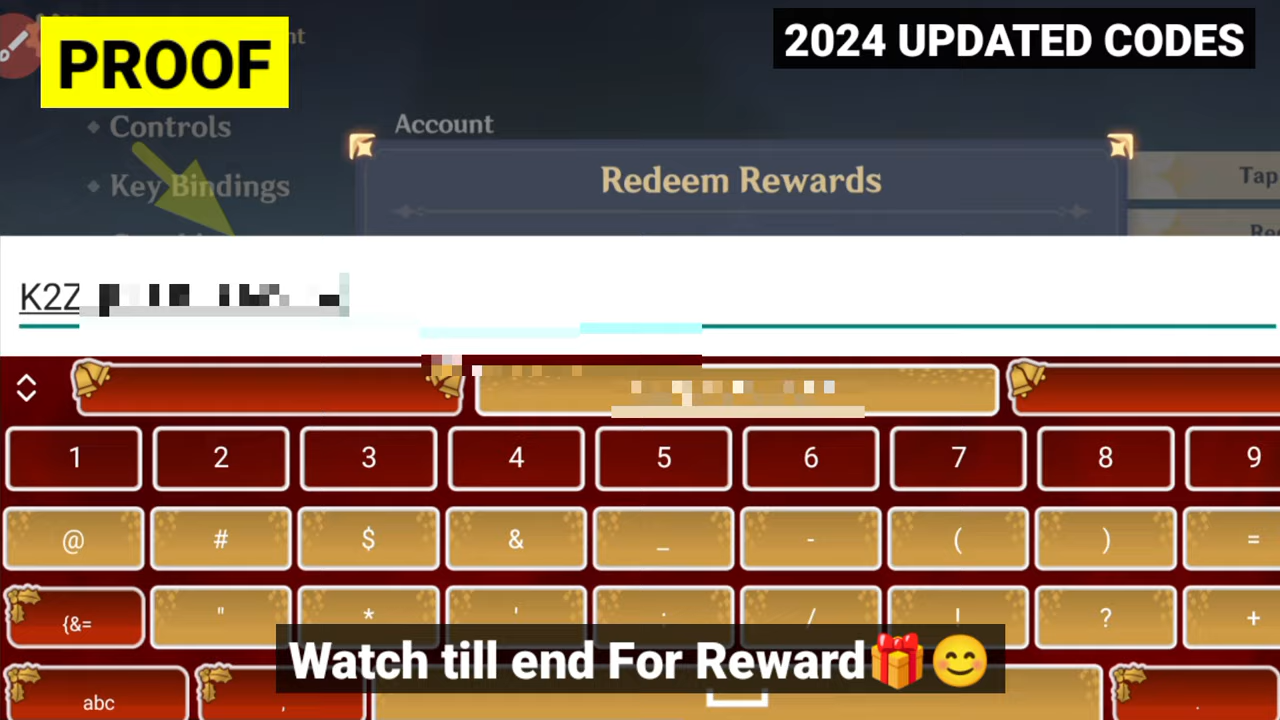 PROOF
nt
2024 UPDATED CODES
Controls
Account
Key Bindings
Redeem Rewards
Tap
K2Z
1 2 3 4 5 6 7 8 9
@ # $ & _ - ( ) =
{&= " * ' : / ! ? +
Watch till end For Reward🎁😊
abc , .